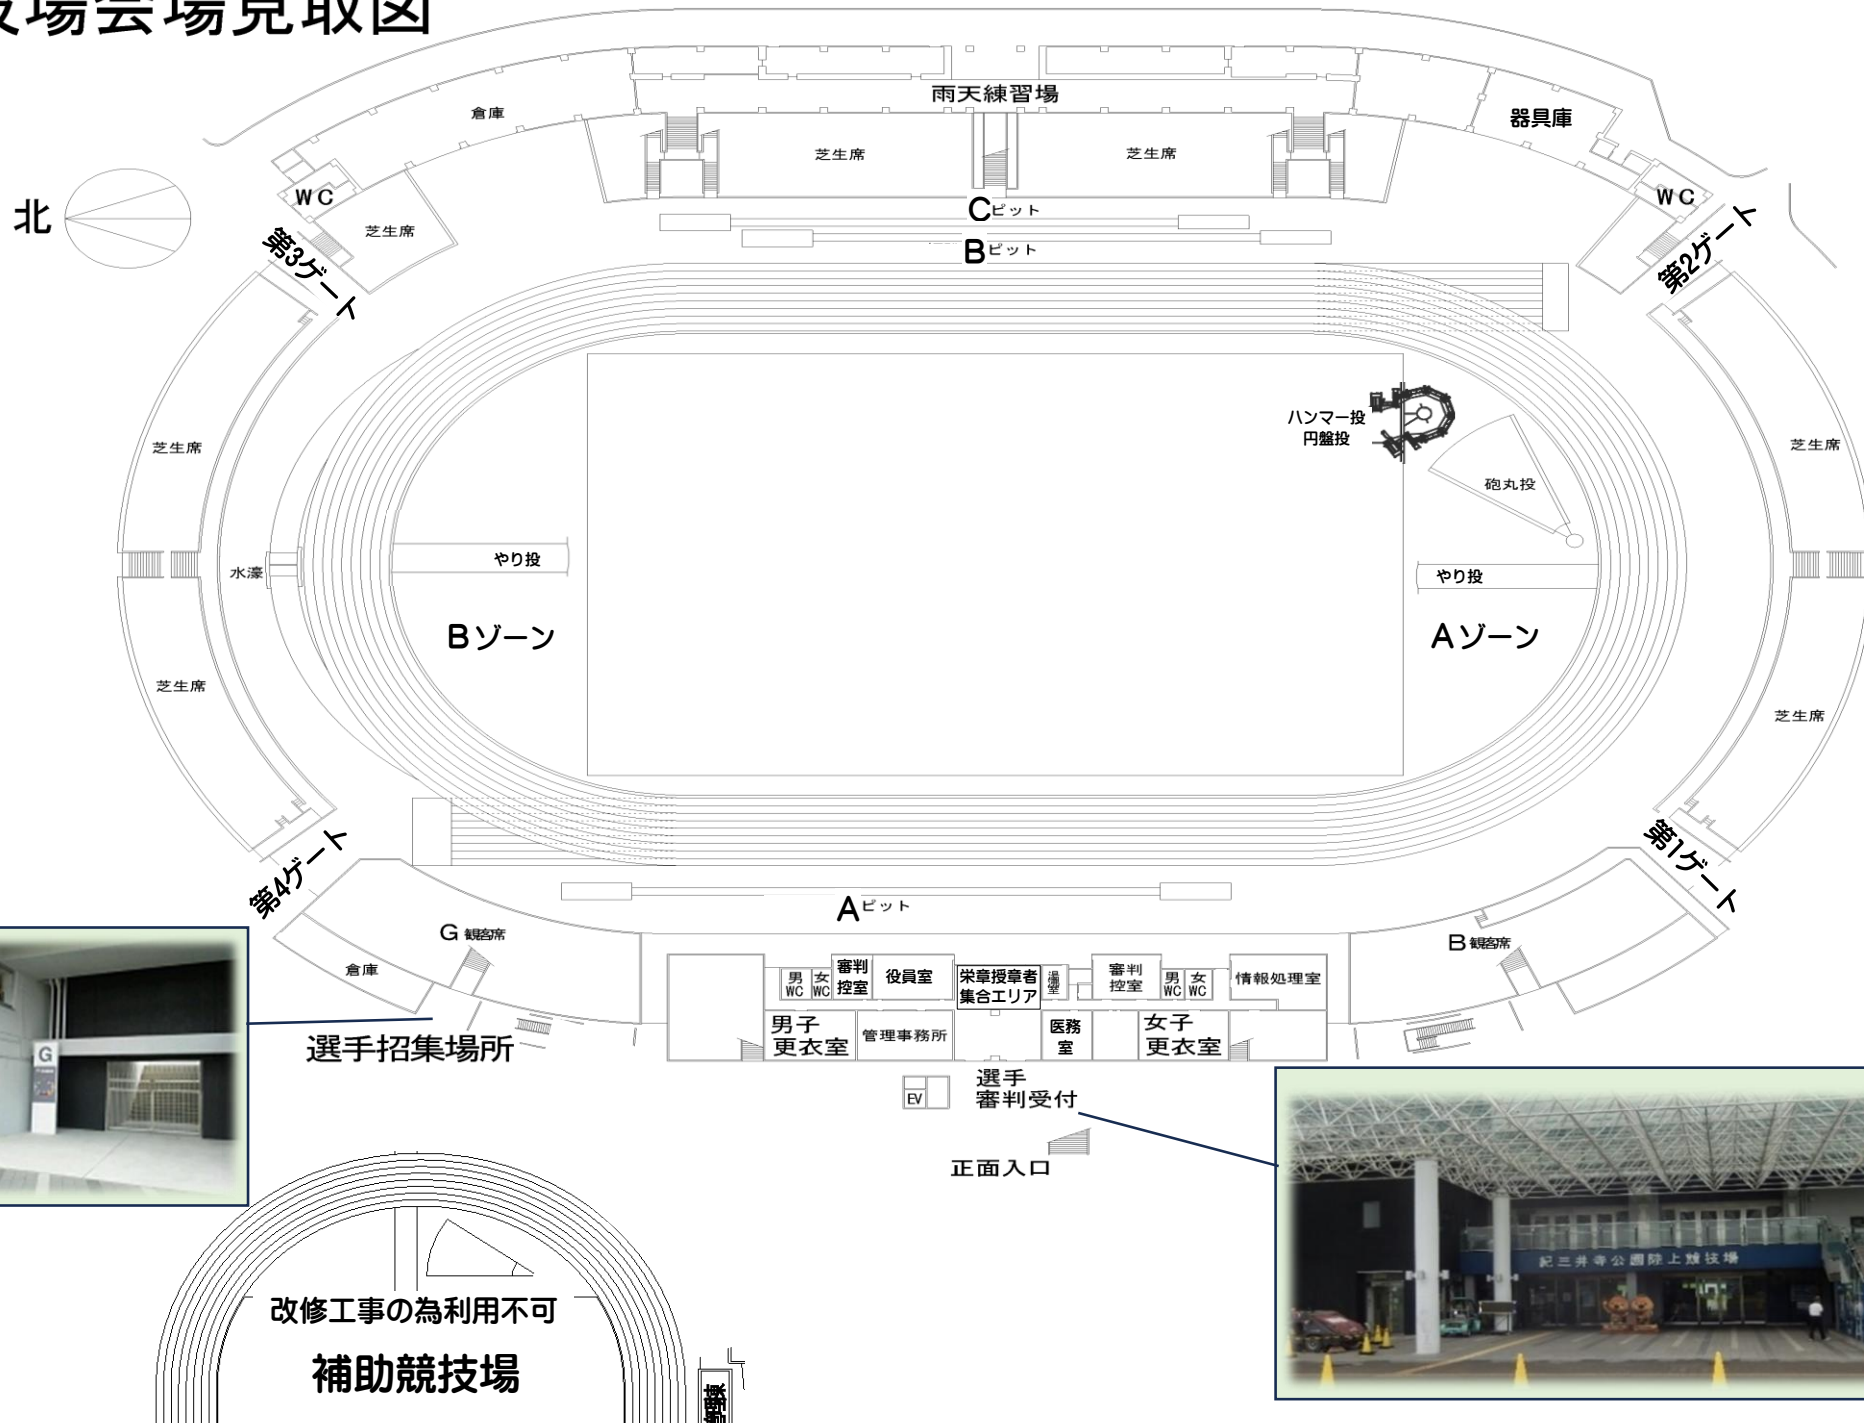 技場会場見取図
雨天練習場
倉庫
器具庫
芝生席
芝生席
WC
WC
北
芝生席
Cピット
Bピット
第3ゲート
第2ゲート
ハンマー投
円盤投
砲丸投
芝生席
芝生席
水濠
やり投
やり投
Bゾーン
Aゾーン
芝生席
芝生席
第4ゲート
第1ゲート
Aピット
G 観客席
B 観客席
倉庫
男
WC
女
WC
審判
控室
役員室
栄章授章者
集合エリア
審判
控室
男
WC
女
WC
情報処理室
男子
更衣室
管理事務所
医務
室
女子
更衣室
選手招集場所
G
EV
選手
審判受付
正面入口
紀三井寺公園陸上競技場
改修工事の為利用不可
補助競技場